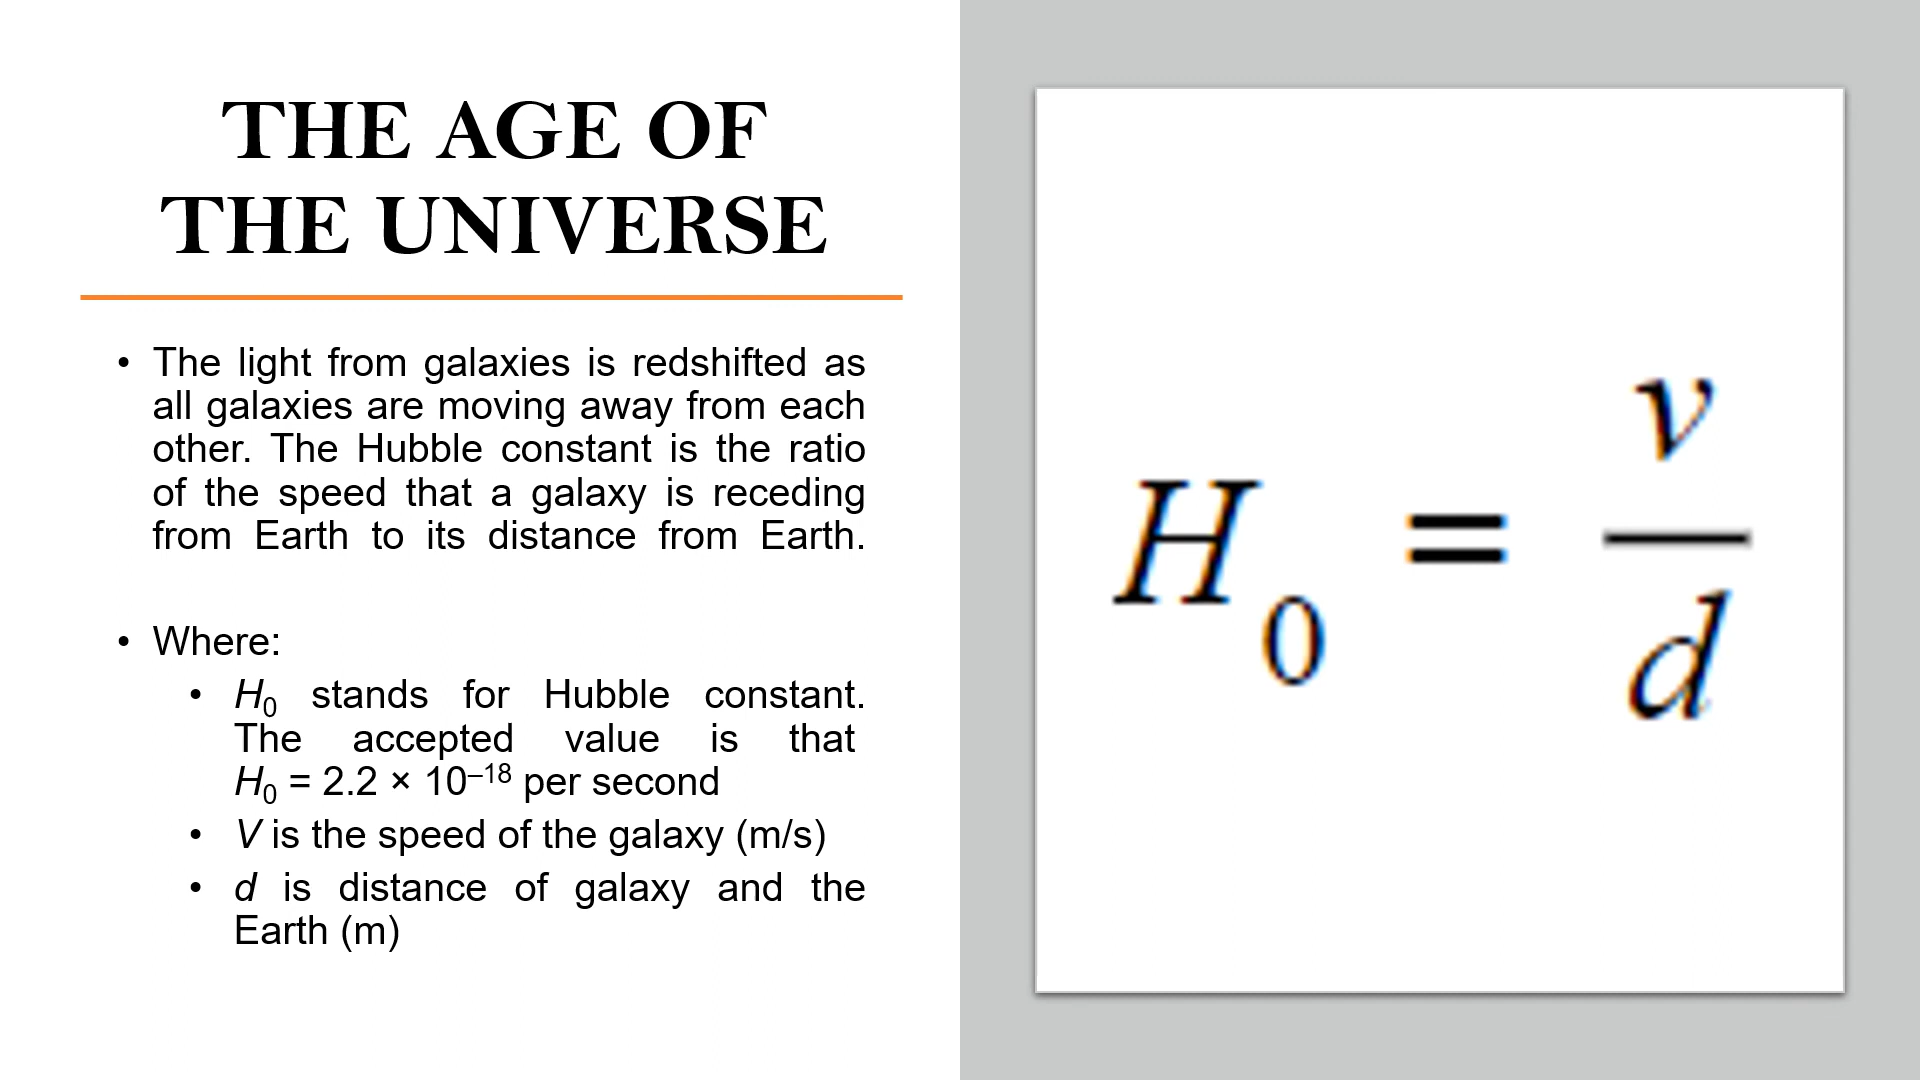 THE AGE OF
THE UNIVERSE
• The light from galaxies is redshifted as
all galaxies are moving away from each
other. The Hubble constant is the ratio
of the speed that a galaxy is receding
from Earth to its distance from Earth.
• Where:
• H₀ stands for Hubble constant.
The accepted value is that
H₀ = 2.2 × 10⁻¹⁸ per second
• V is the speed of the galaxy (m/s)
• d is distance of galaxy and the
Earth (m)
H₀ = v/d